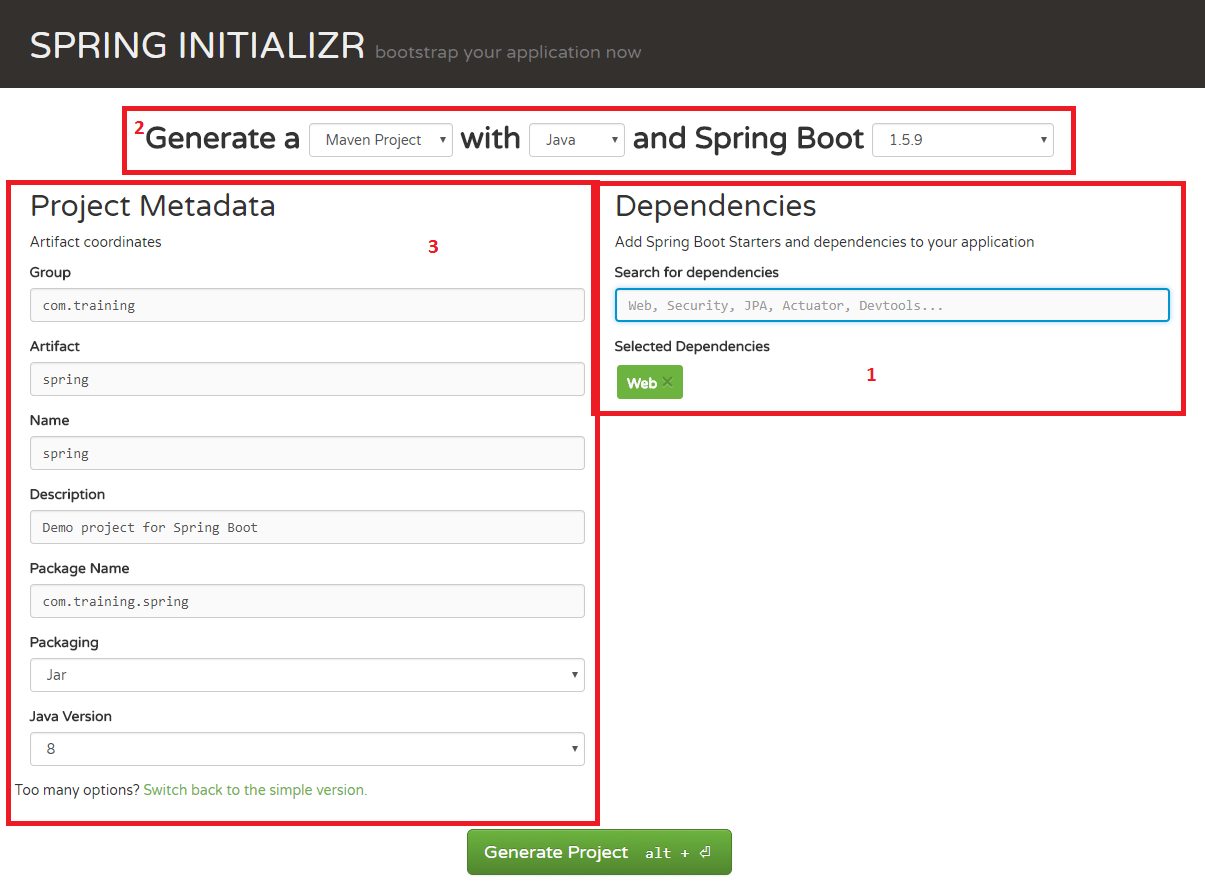 SPRING INITIALIZR bootstrap your application now
2 Generate a Maven Project with Java and Spring Boot 1.5.9
Project Metadata
Artifact coordinates
3
Group
com.training
Artifact
spring
Name
spring
Description
Demo project for Spring Boot
Package Name
com.training.spring
Packaging
Jar
Java Version
8
Too many options? Switch back to the simple version.
Dependencies
Add Spring Boot Starters and dependencies to your application
Search for dependencies
Web, Security, JPA, Actuator, Devtools...
Selected Dependencies
Web ×
1
Generate Project alt + ⏎